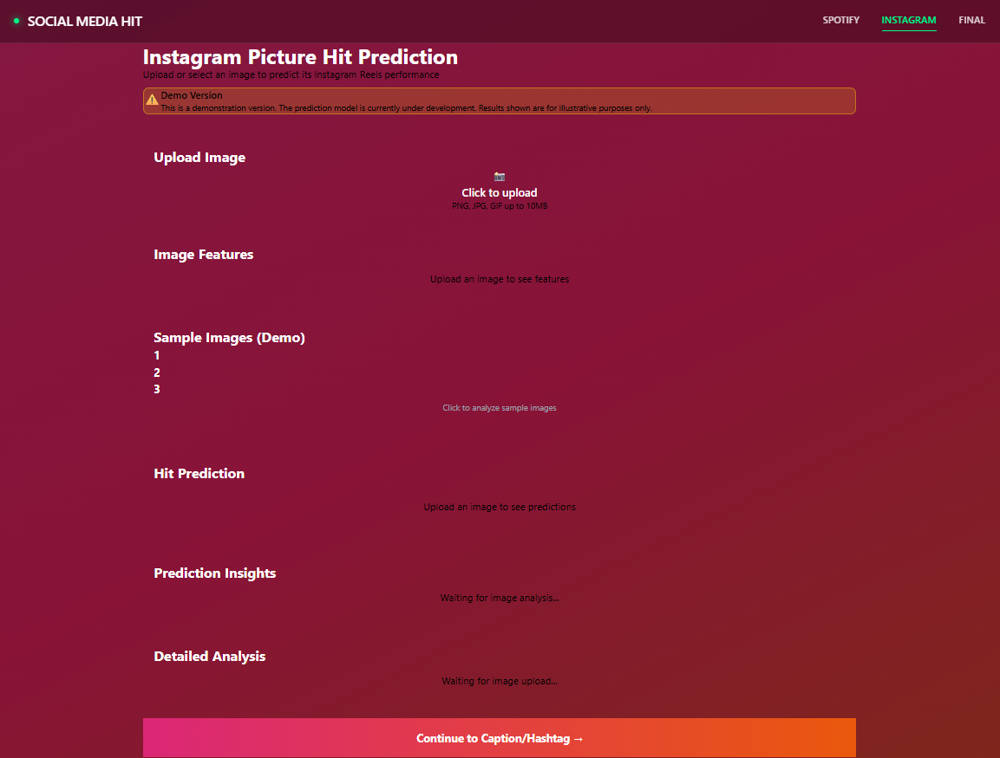 SOCIAL MEDIA HIT
SPOTIFY INSTAGRAM FINAL
Instagram Picture Hit Prediction
Upload or select an image to predict its Instagram Reels performance
Demo Version
This is a demonstration version. The prediction model is currently under development. Results shown are for illustrative purposes only.
Upload Image
Click to upload
PNG, JPG, GIF up to 10MB
Image Features
Upload an image to see features
Sample Images (Demo)
1
2
3
Click to analyze sample images
Hit Prediction
Upload an image to see predictions
Prediction Insights
Waiting for image analysis...
Detailed Analysis
Waiting for image upload...
Continue to Caption/Hashtag →